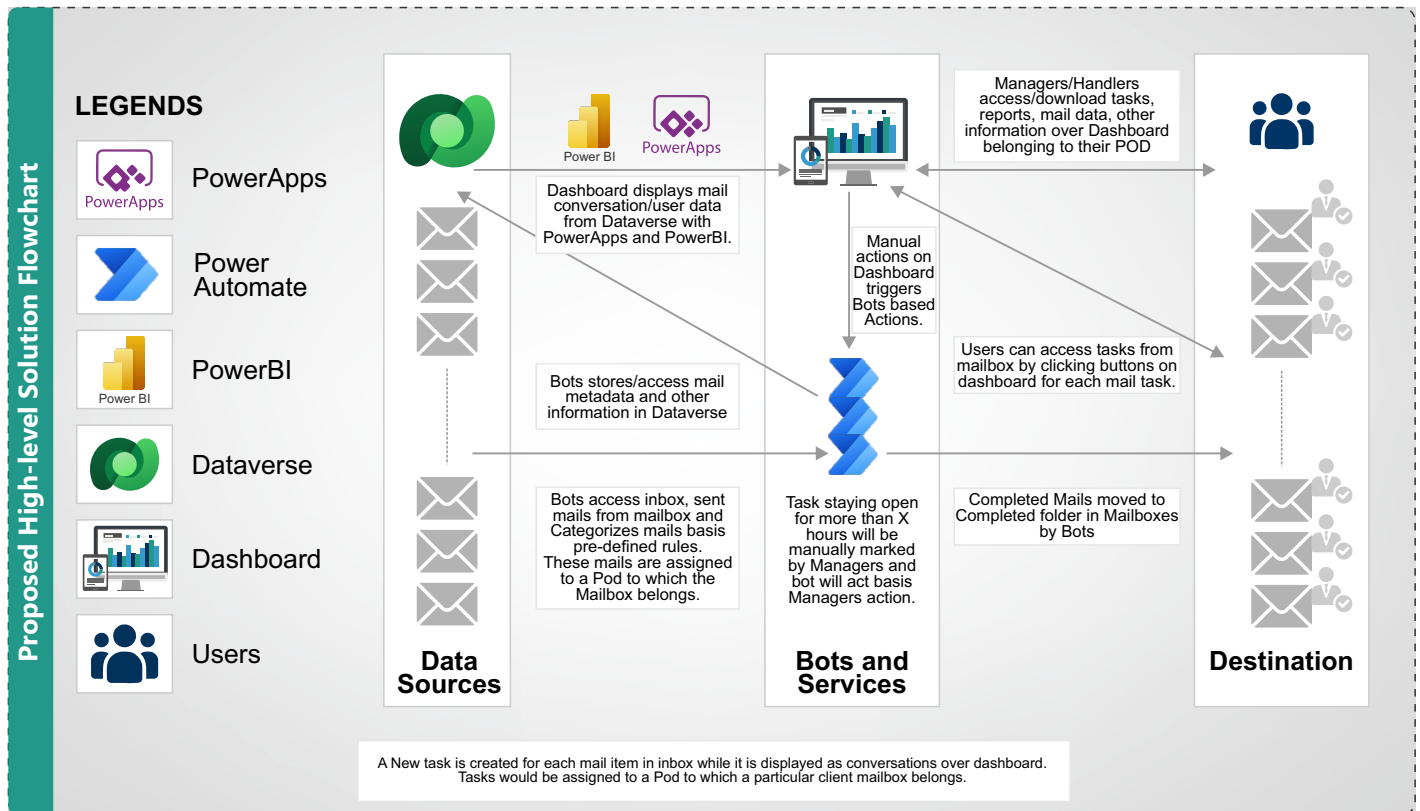 Proposed High-level Solution Flowchart
LEGENDS
PowerApps
PowerApps
Power
Automate
Power BI
PowerBI
Dataverse
Dashboard
Users
Data
Sources
Power BI
PowerApps
Dashboard displays mail
conversation/user data
from Dataverse with
PowerApps and PowerBI.
Bots stores/access mail
metadata and other
information in Dataverse
Bots access inbox, sent
mails from mailbox and
Categorizes mails basis
pre-defined rules.
These mails are assigned
to a Pod to which the
Mailbox belongs.
Manual
actions on
Dashboard
triggers
Bots based
Actions.
Task staying open
for more than X
hours will be
manually marked
by Managers and
bot will act basis
Managers action.
Bots and
Services
Managers/Handlers
access/download tasks,
reports, mail data, other
information over Dashboard
belonging to their POD
Users can access tasks from
mailbox by clicking buttons on
dashboard for each mail task.
Completed Mails moved to
Completed folder in Mailboxes
by Bots
Destination
A New task is created for each mail item in inbox while it is displayed as conversations over dashboard.
Tasks would be assigned to a Pod to which a particular client mailbox belongs.